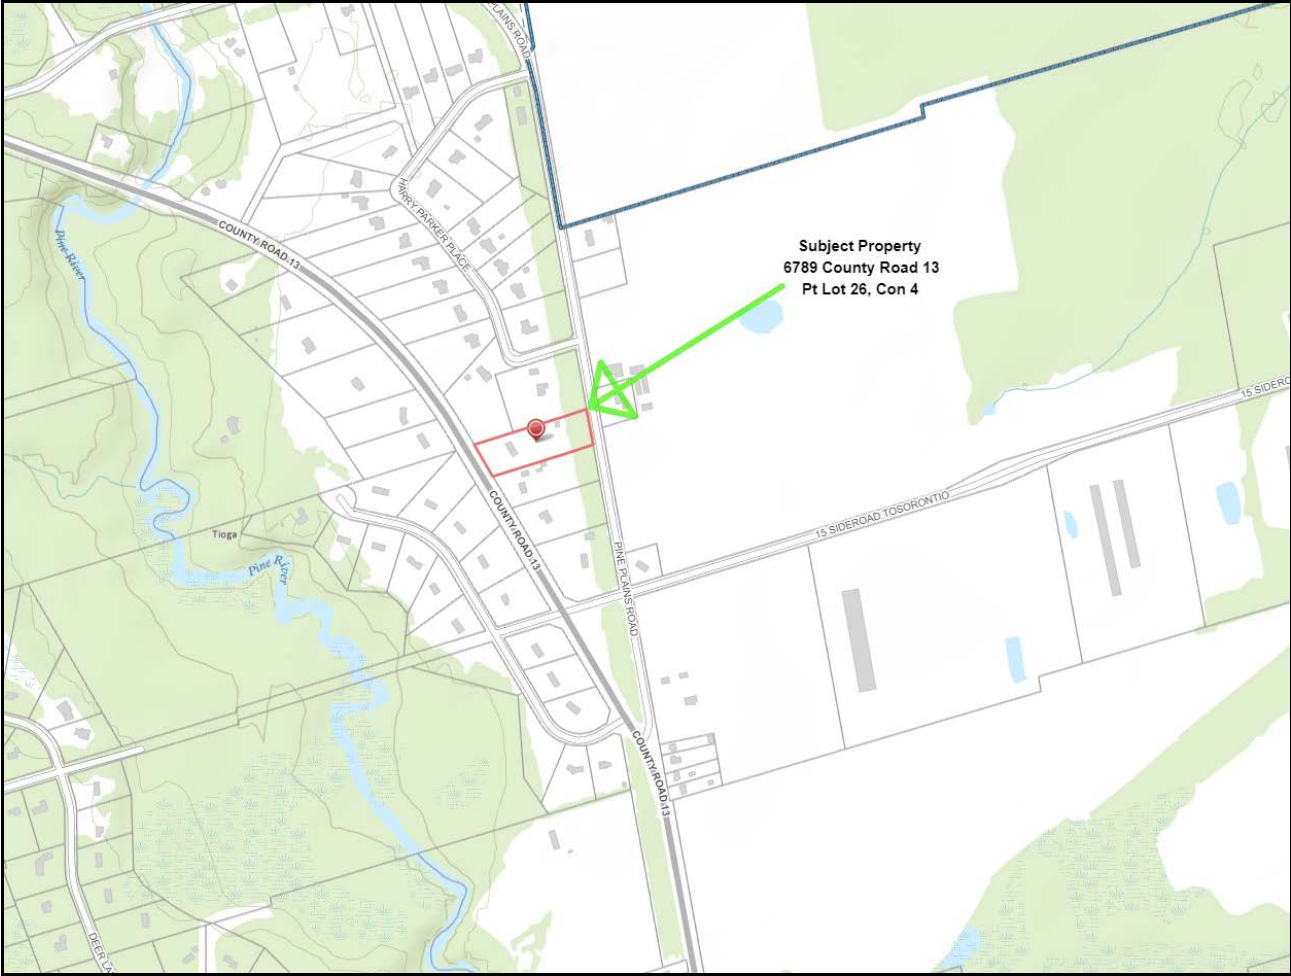 PLAINS ROAD
HARRY PARKER PLACE
COUNTY ROAD 13
Pine River
Subject Property
6789 County Road 13
Pt Lot 26, Con 4
15 SIDERO
COUNTY ROAD 13
15 SIDEROAD TOSORONTIO
Tioga
Pine River
PINE PLAINS ROAD
COUNTY ROAD 13
DEER LA